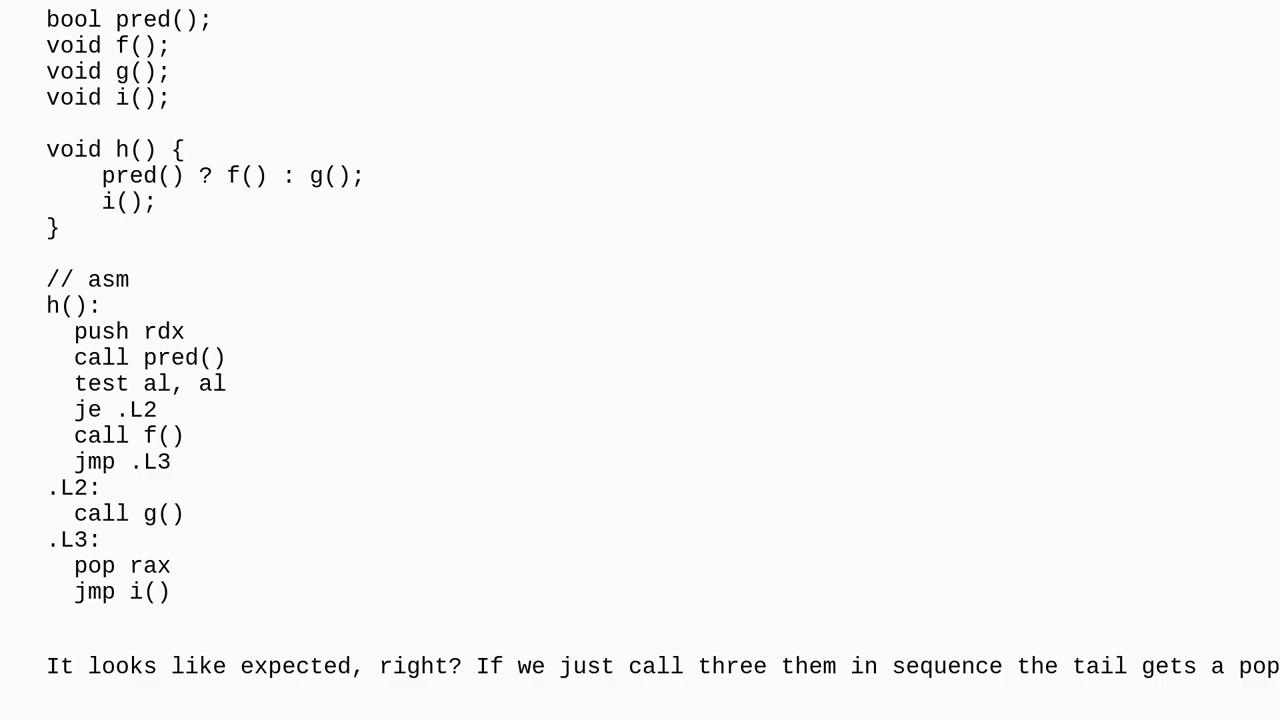 bool pred();
void f();
void g();
void i();
void h() {
    pred() ? f() : g();
    i();
}
// asm
h():
  push rdx
  call pred()
  test al, al
  je .L2
  call f()
  jmp .L3
.L2:
  call g()
.L3:
  pop rax
  jmp i()
It looks like expected, right? If we just call three them in sequence the tail gets a pop